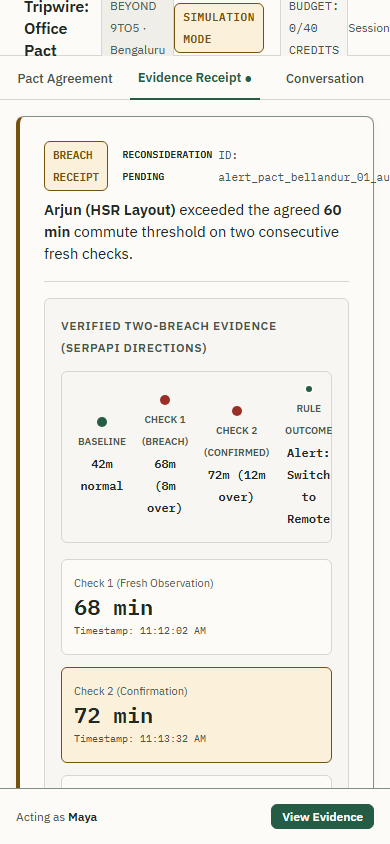 Tripwire:
Office
Pact
BEYOND
9TO5 ·
Bengaluru
SIMULATION
MODE
BUDGET:
0/40
CREDITS
Session
Pact Agreement
Evidence Receipt ●
Conversation
BREACH
RECEIPT
RECONSIDERATION
PENDING
ID:
alert_pact_bellandur_01_au
Arjun (HSR Layout) exceeded the agreed 60
min commute threshold on two consecutive
fresh checks.
VERIFIED TWO-BREACH EVIDENCE
(SERPAPI DIRECTIONS)
BASELINE
42m
normal
CHECK 1
(BREACH)
68m
(8m
over)
CHECK 2
(CONFIRMED)
72m (12m
over)
RULE
OUTCOME
Alert:
Switch
to
Remote
Check 1 (Fresh Observation)
68 min
Timestamp: 11:12:02 AM
Check 2 (Confirmation)
72 min
Timestamp: 11:13:32 AM
Acting as Maya
View Evidence